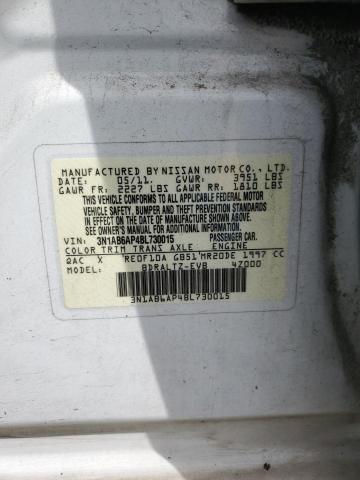 MANUFACTURED BY NISSAN MOTOR CO., LTD.
DATE: 05/11. GVWR: 3951 LBS
GAWR FR: 2227 LBS GAWR RR: 1810 LBS
THIS VEHICLE CONFORMS TO ALL APPLICABLE FEDERAL MOTOR
VEHICLE SAFETY, BUMPER, AND THEFT PREVENTION STANDARDS
IN EFFECT ON THE DATE OF MANUFACTURE SHOWN ABOVE.
SEE OWNER'S MANUAL FOR ADDITIONAL INFORMATION
VIN: 3N1AB6AP4BL730015 PASSENGER CAR.
COLOR TRIM TRANS AXLE ENGINE
QAC X RE0F10A GB51 MR20DE 1997 CC
BDRALTZ-EVB 4Z000
3N1AB6AP4BL730015